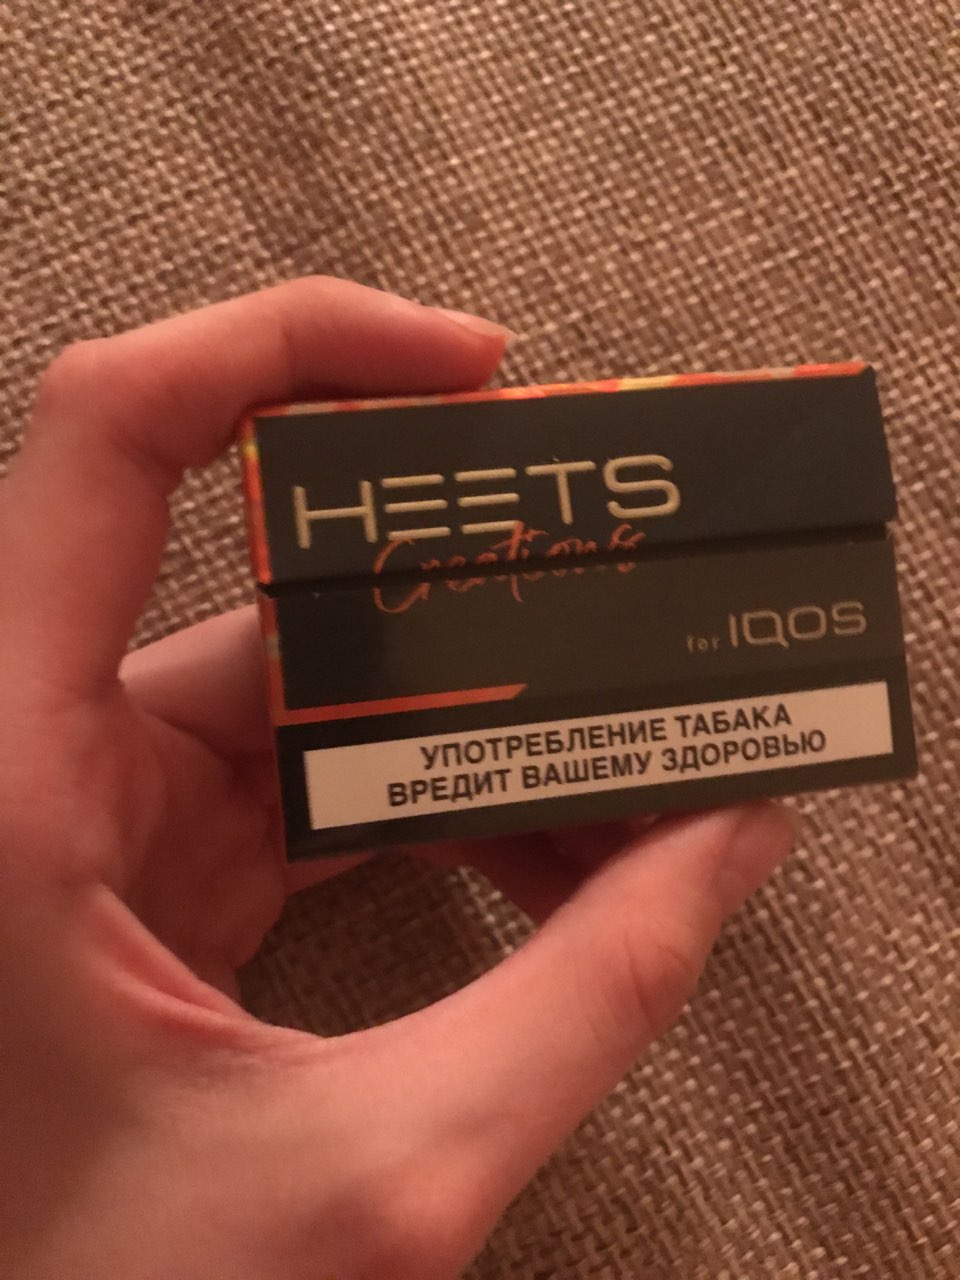 HEETS
Creations
for IQOS
УПОТРЕБЛЕНИЕ ТАБАКА
ВРЕДИТ ВАШЕМУ ЗДОРОВЬЮ